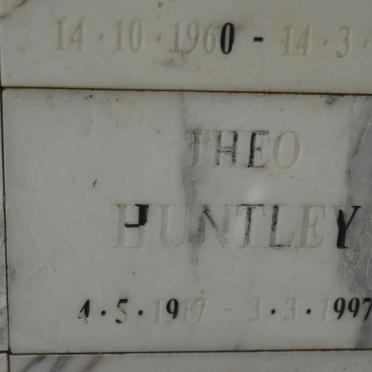 14·10·1960 - 14·3·
THEO
HUNTLEY
4·5·1917 - 3·3·1997